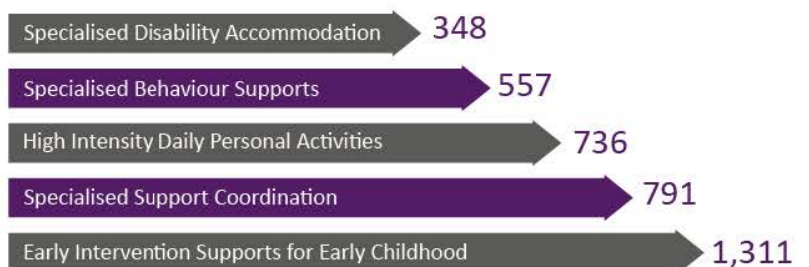 Specialised Disability Accommodation 348
Specialised Behaviour Supports 557
High Intensity Daily Personal Activities 736
Specialised Support Coordination 791
Early Intervention Supports for Early Childhood 1,311